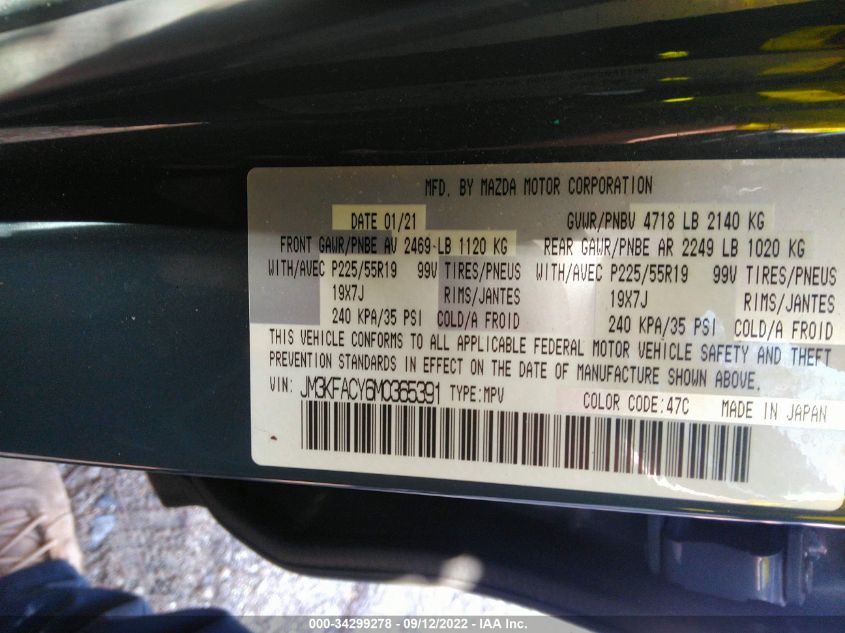 MFD. BY MAZDA MOTOR CORPORATION
DATE 01/21 GVWR/PNBV 4718 LB 2140 KG
FRONT GAWR/PNBE AV 2469-LB 1120 KG REAR GAWR/PNBE AR 2249 LB 1020 KG
WITH/AVEC P225/55R19 99V TIRES/PNEUS WITH/AVEC P225/55R19 99V TIRES/PNEUS
19X7J RIMS/JANTES 19X7J RIMS/JANTES
240 KPA/35 PSI COLD/A FROID 240 KPA/35 PSI COLD/A FROID
THIS VEHICLE CONFORMS TO ALL APPLICABLE FEDERAL MOTOR VEHICLE SAFETY AND THEFT
PREVENTION STANDARDS IN EFFECT ON THE DATE OF MANUFACTURE SHOWN ABOVE.
VIN: JM3KFACY6M0365391 TYPE:MPV COLOR CODE:47C MADE IN JAPAN
000-34299278 - 09/12/2022 - IAA Inc.